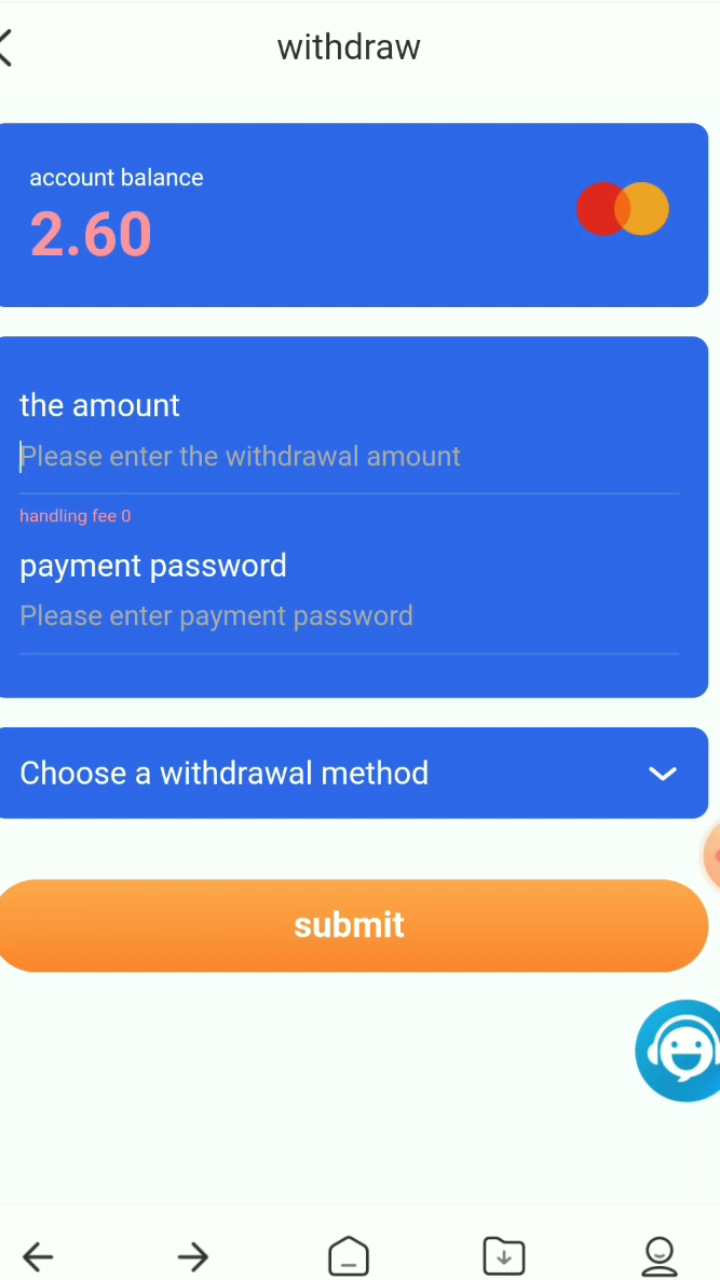 withdraw
account balance
2.60
the amount
Please enter the withdrawal amount
handling fee 0
payment password
Please enter payment password
Choose a withdrawal method
submit